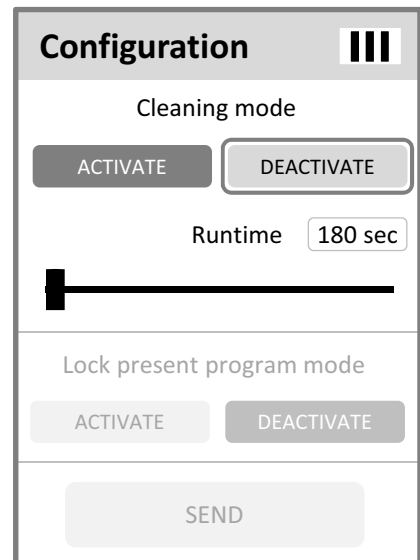 Configuration
Cleaning mode
ACTIVATE DEACTIVATE
Runtime 180 sec
Lock present program mode
ACTIVATE DEACTIVATE
SEND